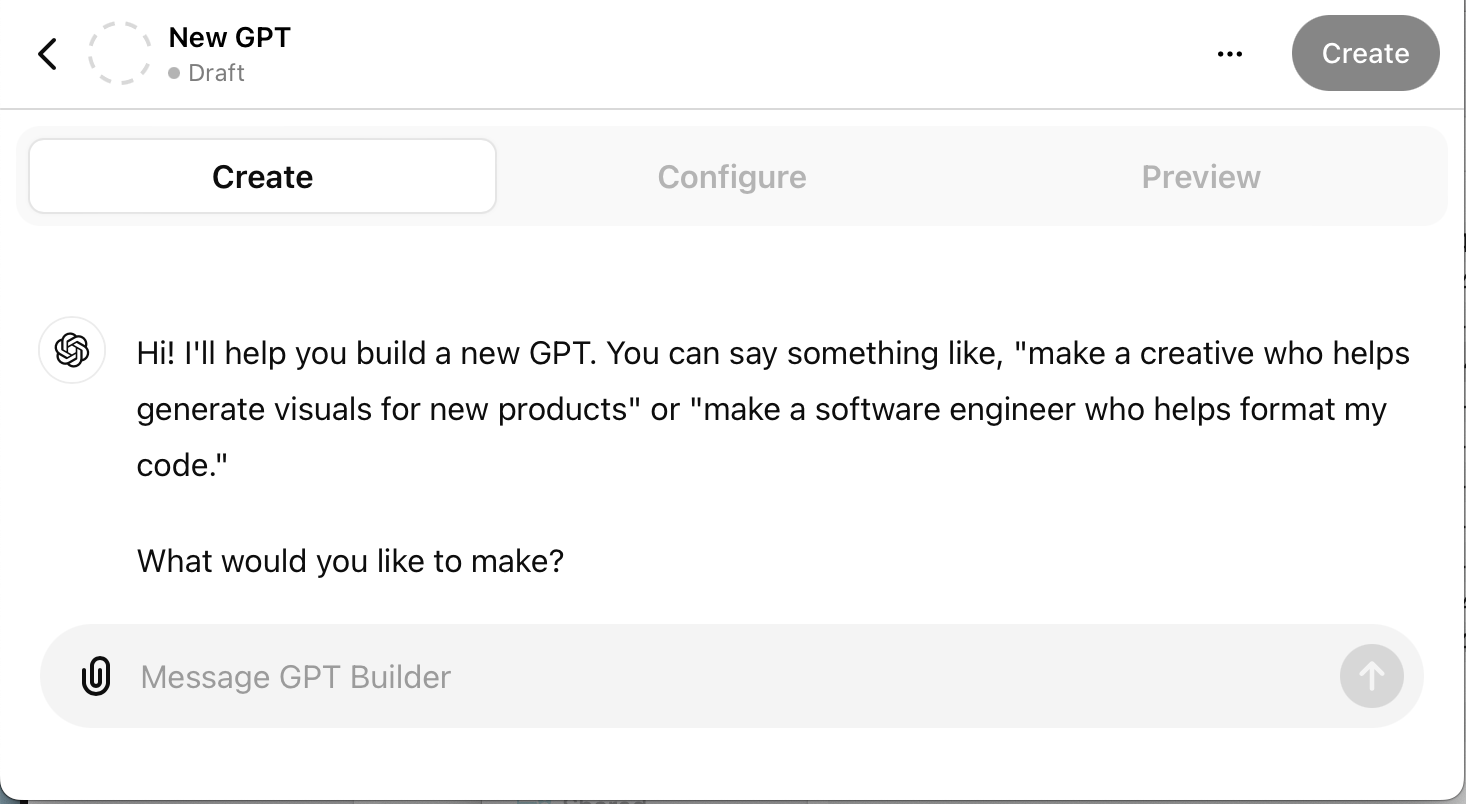 New GPT
Draft
...
Create
Create
Configure
Preview
Hi! I'll help you build a new GPT. You can say something like, "make a creative who helps
generate visuals for new products" or "make a software engineer who helps format my
code."
What would you like to make?
Message GPT Builder